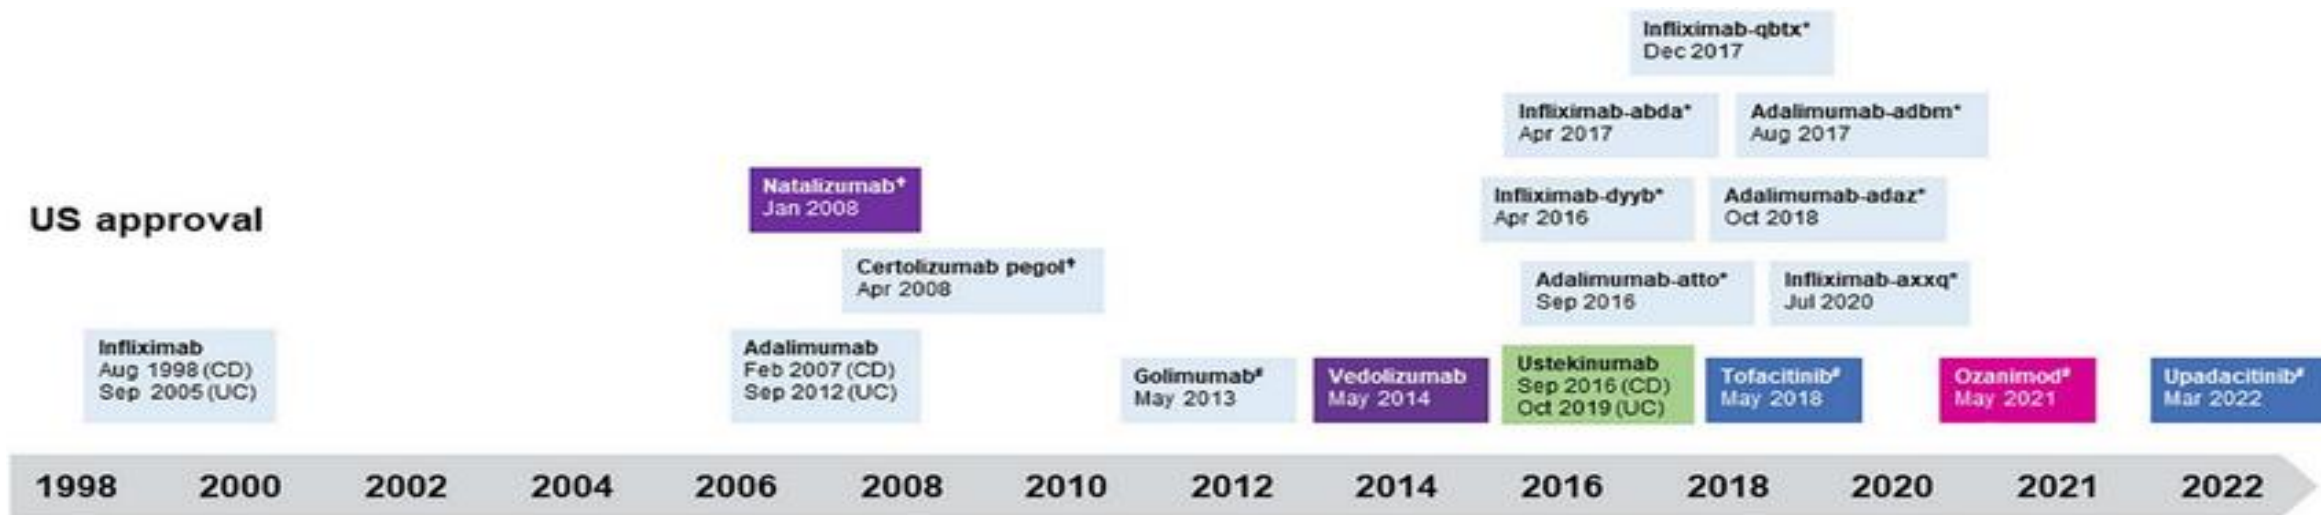 Infliximab-qbtx*
Dec 2017
Infliximab-abda*
Apr 2017
Adalimumab-adbm*
Aug 2017
Natalizumab⁺
Jan 2008
Infliximab-dyyb*
Apr 2016
Adalimumab-adaz*
Oct 2018
US approval
Certolizumab pegol⁺
Apr 2008
Adalimumab-atto*
Sep 2016
Infliximab-axxq*
Jul 2020
Infliximab
Aug 1998 (CD)
Sep 2005 (UC)
Adalimumab
Feb 2007 (CD)
Sep 2012 (UC)
Golimumab#
May 2013
Vedolizumab
May 2014
Ustekinumab
Sep 2016 (CD)
Oct 2019 (UC)
Tofacitinib#
May 2018
Ozanimod#
May 2021
Upadacitinib#
Mar 2022
1998 2000 2002 2004 2006 2008 2010 2012 2014 2016 2018 2020 2021 2022